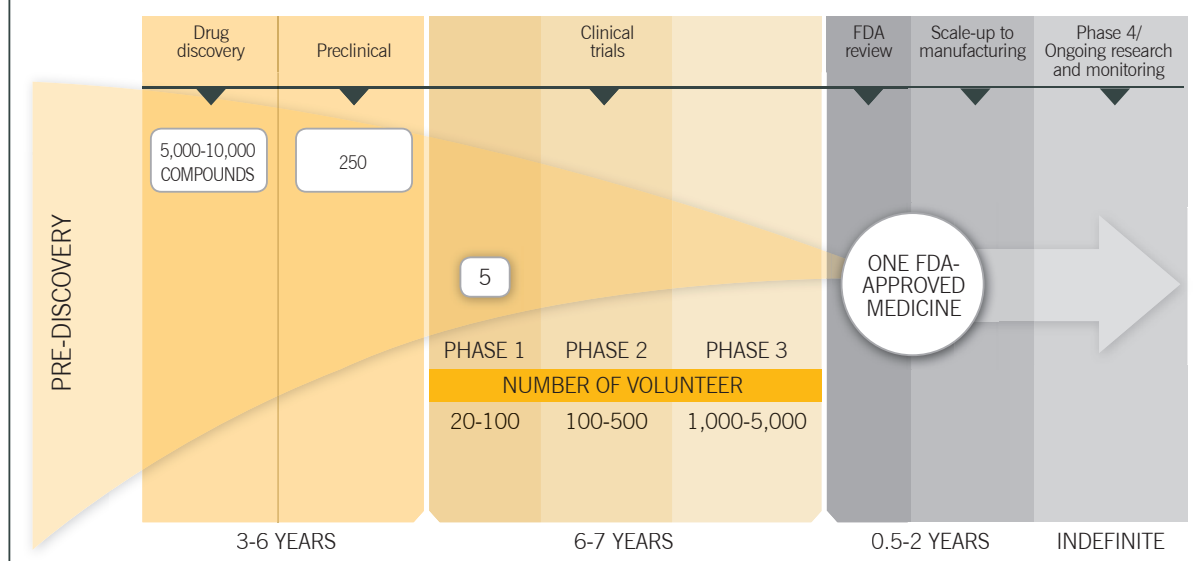 Drug
discovery
Preclinical
Clinical
trials
FDA
review
Scale-up to
manufacturing
Phase 4/
Ongoing research
and monitoring
PRE-DISCOVERY
5,000-10,000
COMPOUNDS
250
5
ONE FDA-
APPROVED
MEDICINE
PHASE 1
PHASE 2
PHASE 3
NUMBER OF VOLUNTEER
20-100
100-500
1,000-5,000
3-6 YEARS
6-7 YEARS
0.5-2 YEARS
INDEFINITE